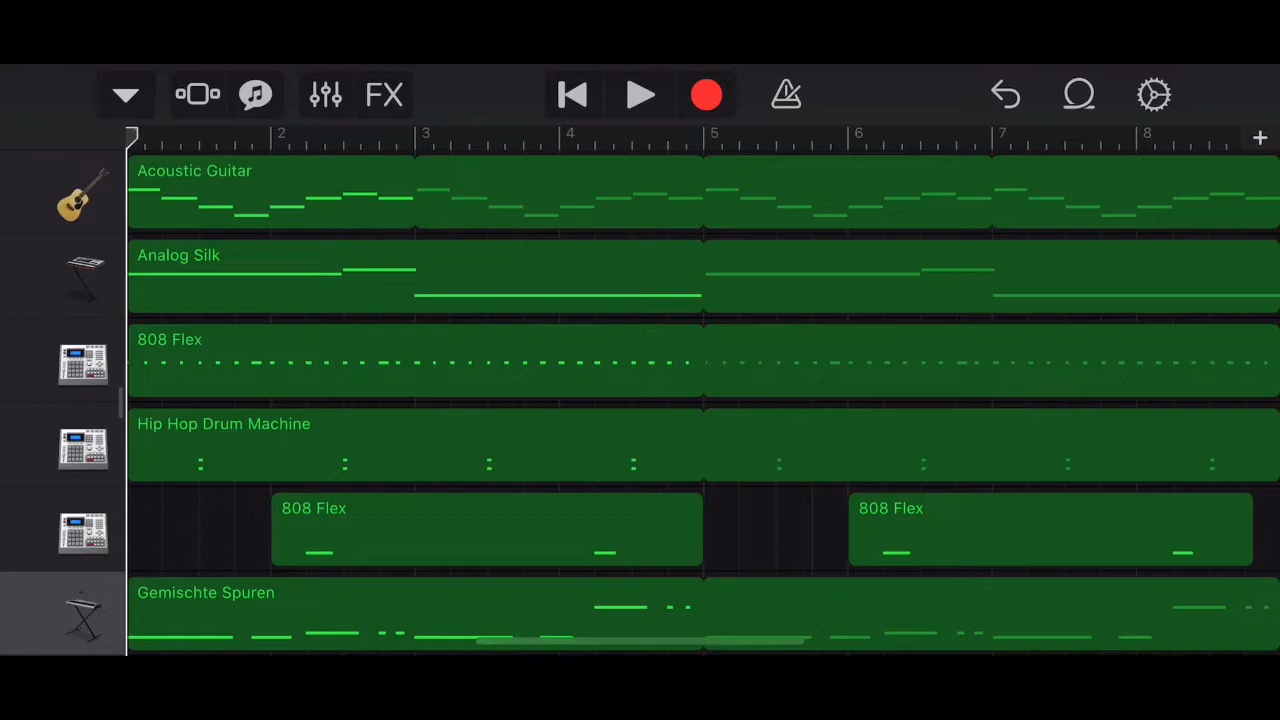 FX
2 3 4 5 6 7 8 +
Acoustic Guitar
Analog Silk
808 Flex
Hip Hop Drum Machine
808 Flex 808 Flex
Gemischte Spuren